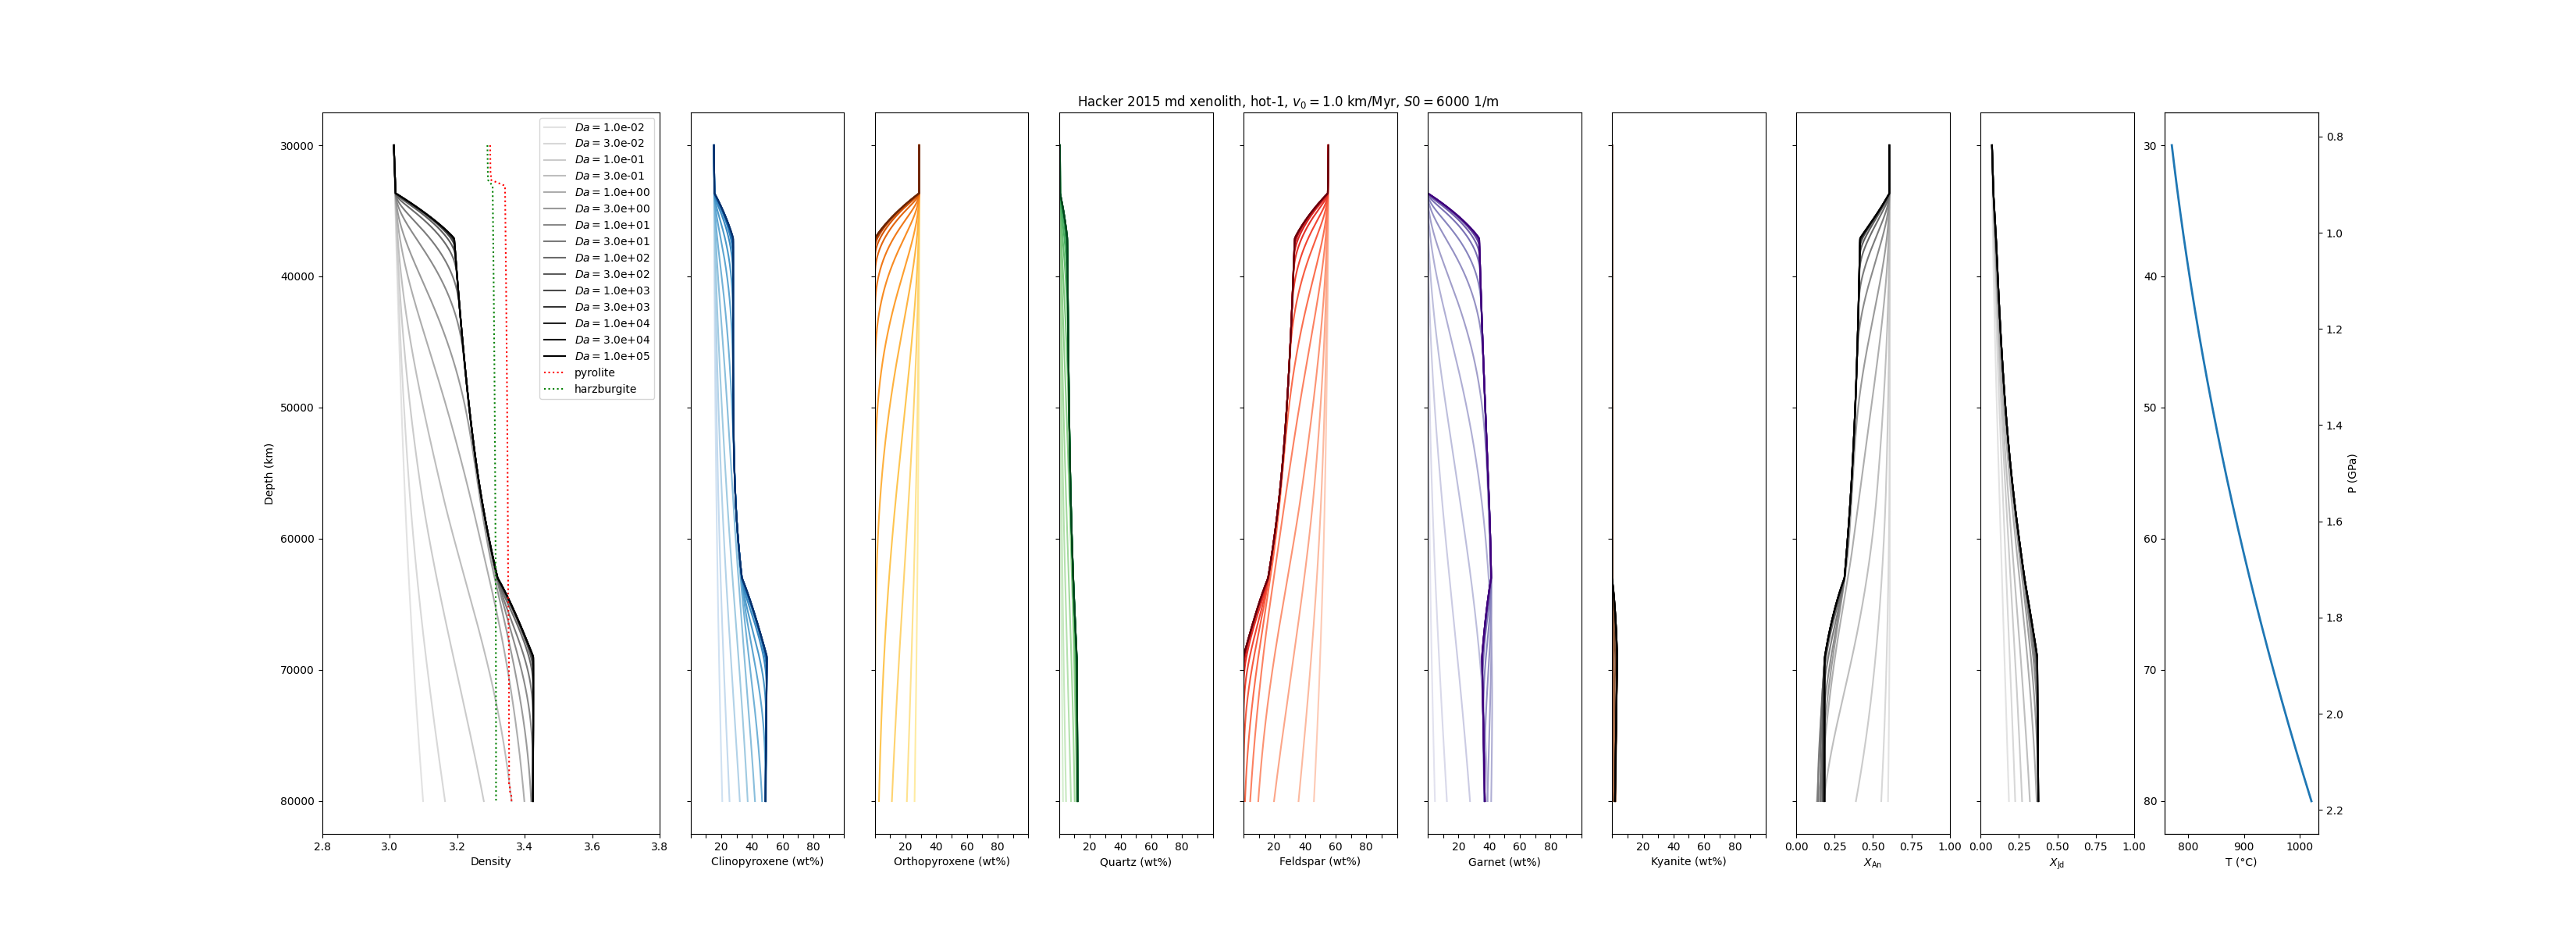 Hacker 2015 md xenolith, hot-1, v₀ = 1.0 km/Myr, S0 = 6000 1/m
Da = 1.0e-02
Da = 3.0e-02
Da = 1.0e-01
Da = 3.0e-01
Da = 1.0e+00
Da = 3.0e+00
Da = 1.0e+01
Da = 3.0e+01
Da = 1.0e+02
Da = 3.0e+02
Da = 1.0e+03
Da = 3.0e+03
Da = 1.0e+04
Da = 3.0e+04
Da = 1.0e+05
pyrolite
harzburgite
Depth (km)
30000
40000
50000
60000
70000
80000
2.8 3.0 3.2 3.4 3.6 3.8
Density
20 40 60 80
Clinopyroxene (wt%)
20 40 60 80
Orthopyroxene (wt%)
20 40 60 80
Quartz (wt%)
20 40 60 80
Feldspar (wt%)
20 40 60 80
Garnet (wt%)
20 40 60 80
Kyanite (wt%)
0.00 0.25 0.50 0.75 1.00
X_An
0.00 0.25 0.50 0.75 1.00
X_Jd
30
40
50
60
70
80
800 900 1000
T (°C)
0.8
1.0
1.2
1.4
1.6
1.8
2.0
2.2
P (GPa)